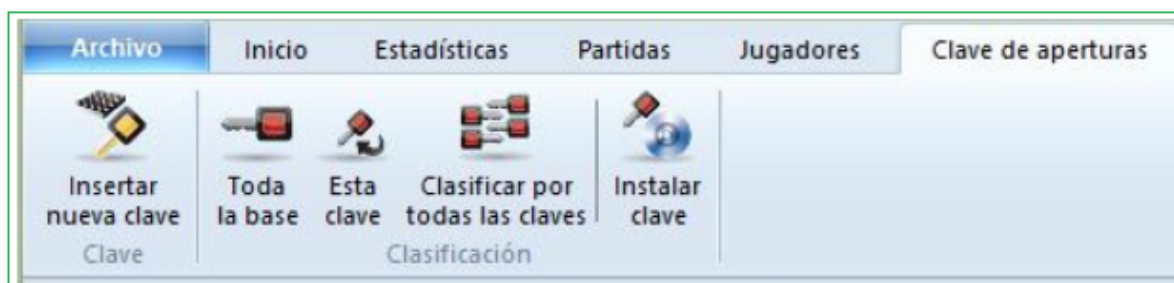 Archivo Inicio Estadísticas Partidas Jugadores Clave de aperturas
Insertar nueva clave
Toda la base
Esta clave
Clasificar por todas las claves
Instalar clave
Clave Clasificación